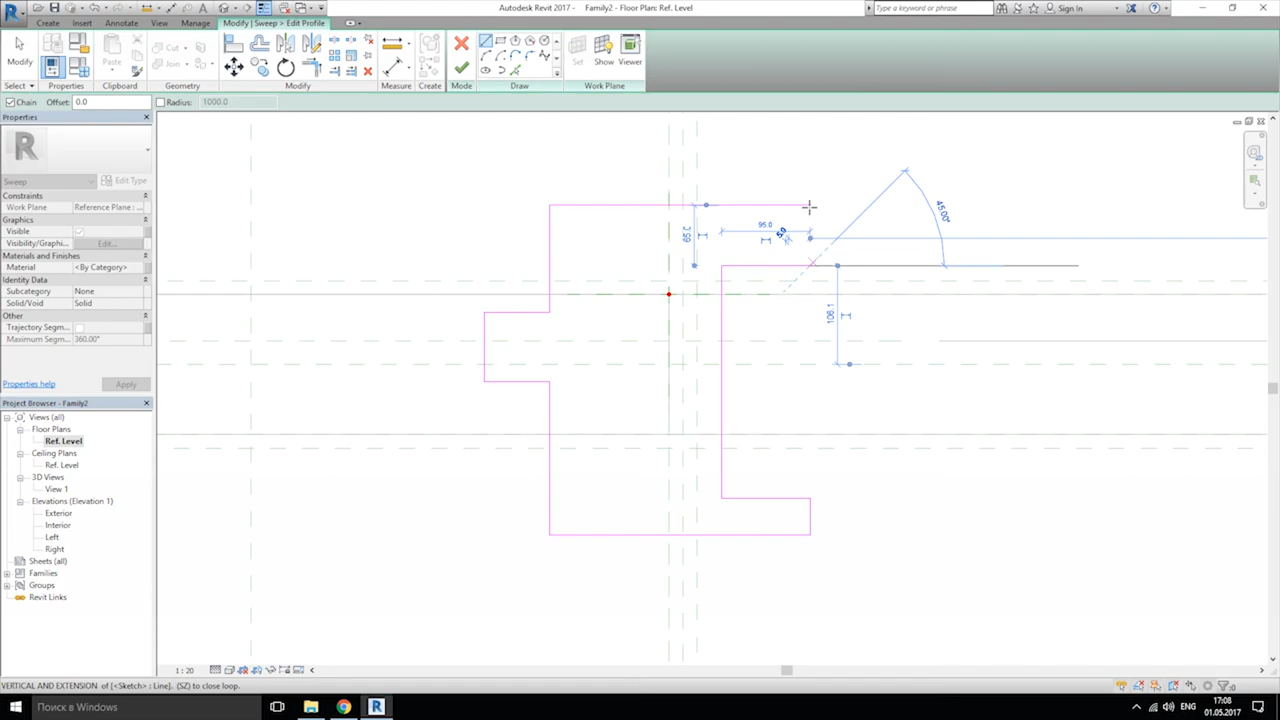 Autodesk Revit 2017 - Family2 - Floor Plan: Ref. Level
Type a keyword or phrase
Sign In
Create Insert Annotate View Manage Modify | Sweep > Edit Profile
Modify
Paste
Cut
Join
Create
Mode
Set Show Viewer
Select Properties Clipboard Geometry Modify Measure Create Mode Draw Work Plane
Chain Offset: 0.0 Radius: 1000.0
Properties
Sweep Edit Type
Constraints
Work Plane Reference Plane : ...
Graphics
Visible
Visibility/Graphi... Edit...
Materials and Finishes
Material <By Category>
Identity Data
Subcategory None
Solid/Void Solid
Other
Trajectory Segm...
Maximum Segm... 360.00°
Properties help Apply
Project Browser - Family2
Views (all)
Floor Plans
Ref. Level
Ceiling Plans
Ref. Level
3D Views
View 1
Elevations (Elevation 1)
Exterior
Interior
Left
Right
Sheets (all)
Families
Groups
Revit Links
95.0
45.00°
106.1
1 : 20
VERTICAL AND EXTENSION of [<Sketch> : Line]. (SZ) to close loop.
:0
Поиск в Windows
ENG
17:08
01.05.2017